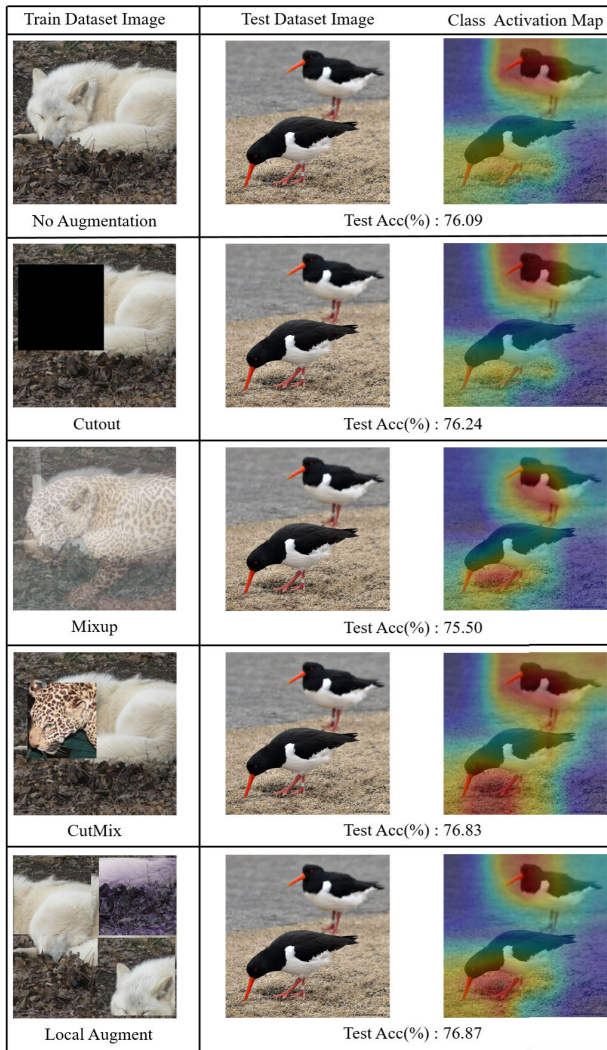 Train Dataset Image Test Dataset Image Class Activation Map
No Augmentation Test Acc(%) : 76.09
Cutout Test Acc(%) : 76.24
Mixup Test Acc(%) : 75.50
CutMix Test Acc(%) : 76.83
Local Augment Test Acc(%) : 76.87